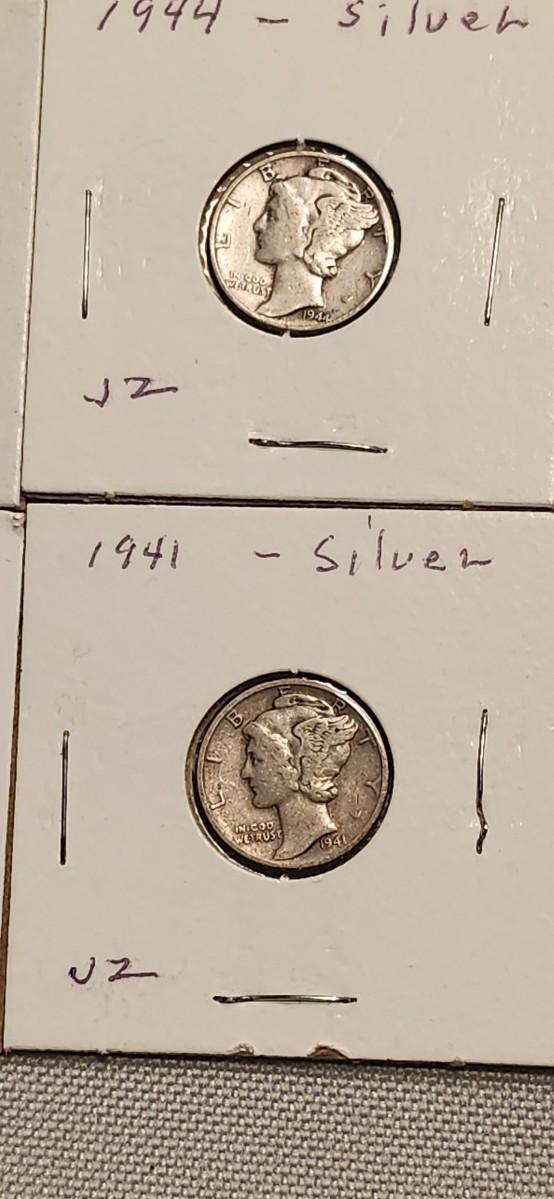 1944 - Silver
LIBERTY
IN GOD
WE TRUST
1944
JZ
1941 - Silver
LIBERTY
IN GOD
WE TRUST
1941
JZ